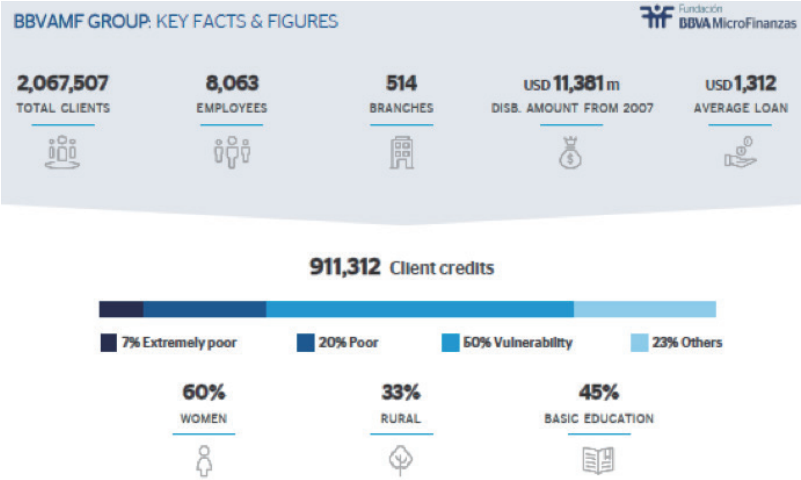 BBVAMF GROUP: KEY FACTS & FIGURES
Fundación
BBVA MicroFinanzas
2,067,507
TOTAL CLIENTS
8,063
EMPLOYEES
514
BRANCHES
USD 11,381 m
DISB. AMOUNT FROM 2007
USD 1,312
AVERAGE LOAN
$
911,312 Client credits
7% Extremely poor
20% Poor
50% Vulnerability
23% Others
60%
WOMEN
33%
RURAL
45%
BASIC EDUCATION